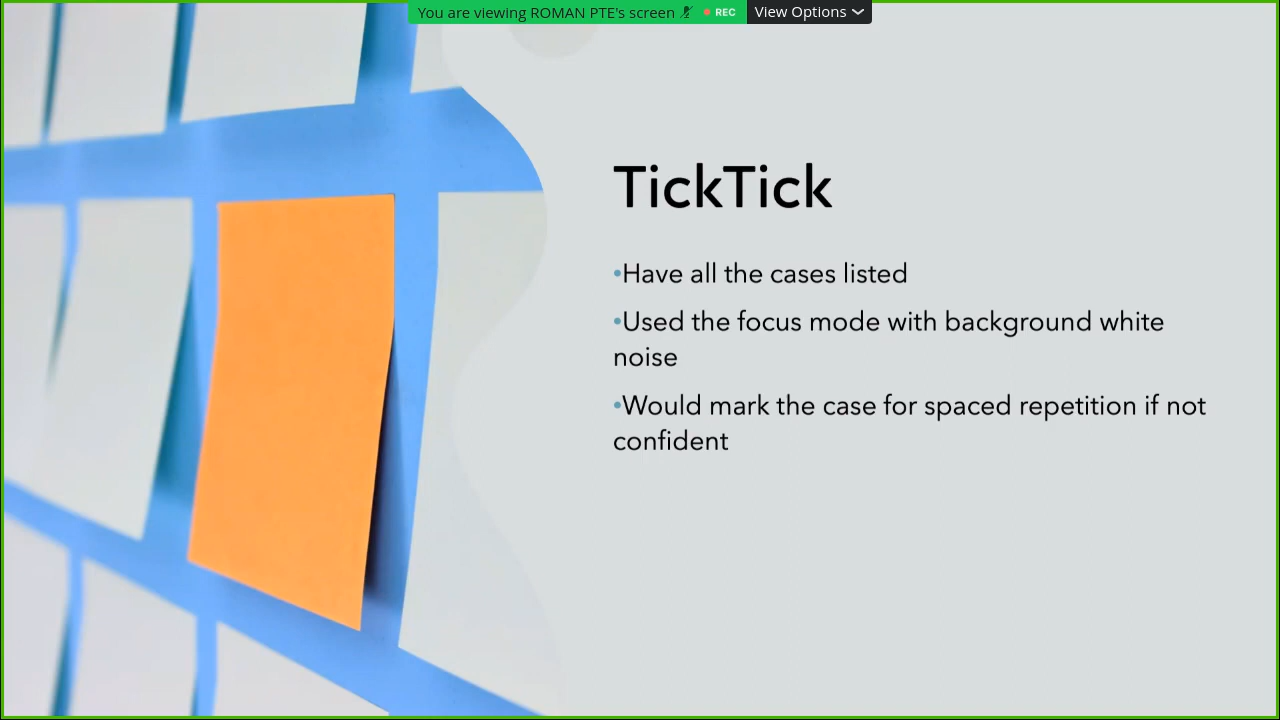 You are viewing ROMAN PTE's screen REC View Options
TickTick
•Have all the cases listed
•Used the focus mode with background white
noise
•Would mark the case for spaced repetition if not
confident